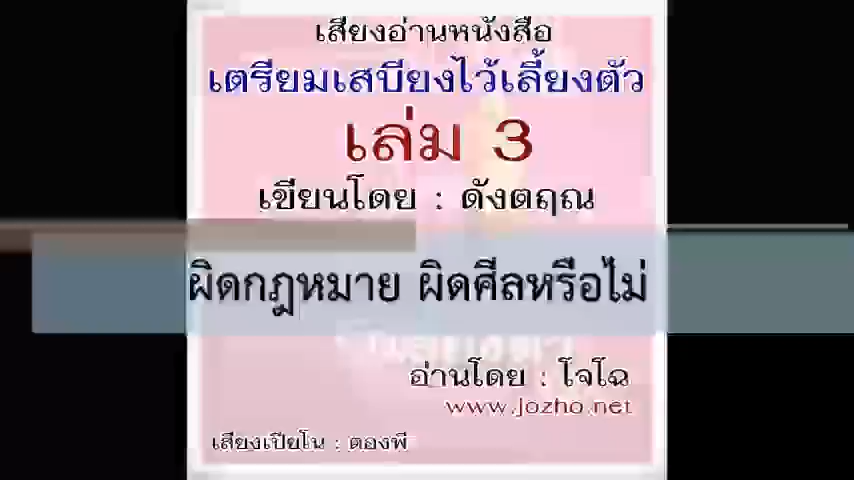 เสียงอ่านหนังสือ
เตรียมเสบียงไว้เลี้ยงตัว
เล่ม 3
เขียนโดย : ดังตฤณ
ผิดกฎหมาย ผิดศีลหรือไม่
อ่านโดย : โจโฉ
www.jozho.net
เสียงเปียโน : ตองพี